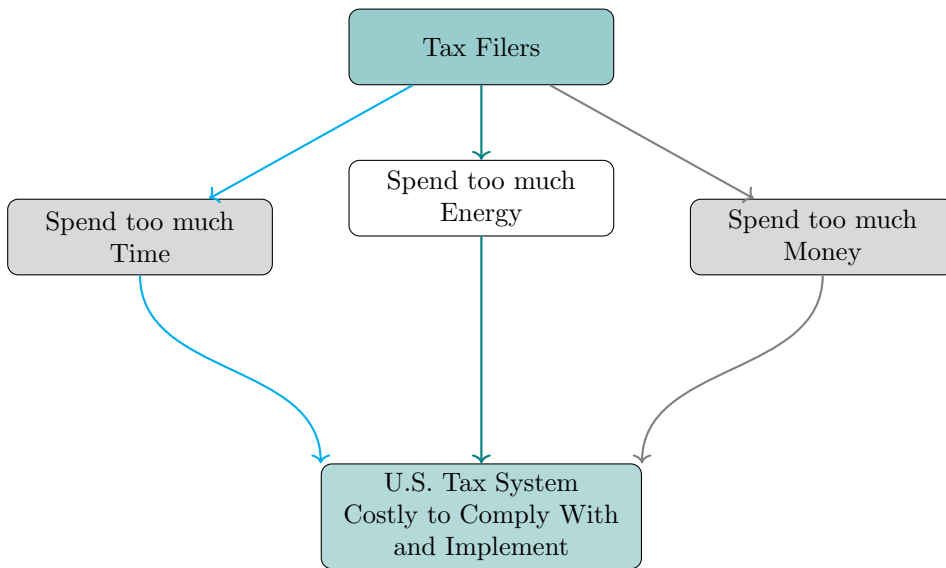 Tax Filers
Spend too much
Energy
Spend too much
Time
Spend too much
Money
U.S. Tax System
Costly to Comply With
and Implement